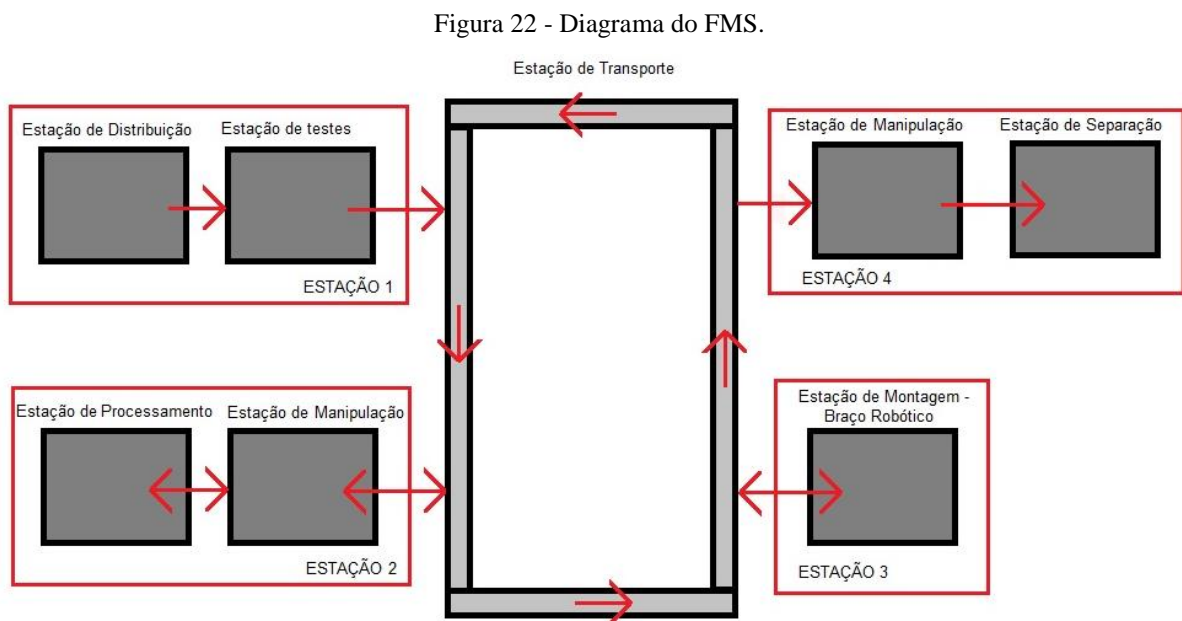 Figura 22 - Diagrama do FMS.
Estação de Transporte
Estação de Distribuição
Estação de testes
ESTAÇÃO 1
Estação de Manipulação
Estação de Separação
ESTAÇÃO 4
Estação de Processamento
Estação de Manipulação
ESTAÇÃO 2
Estação de Montagem -
Braço Robótico
ESTAÇÃO 3